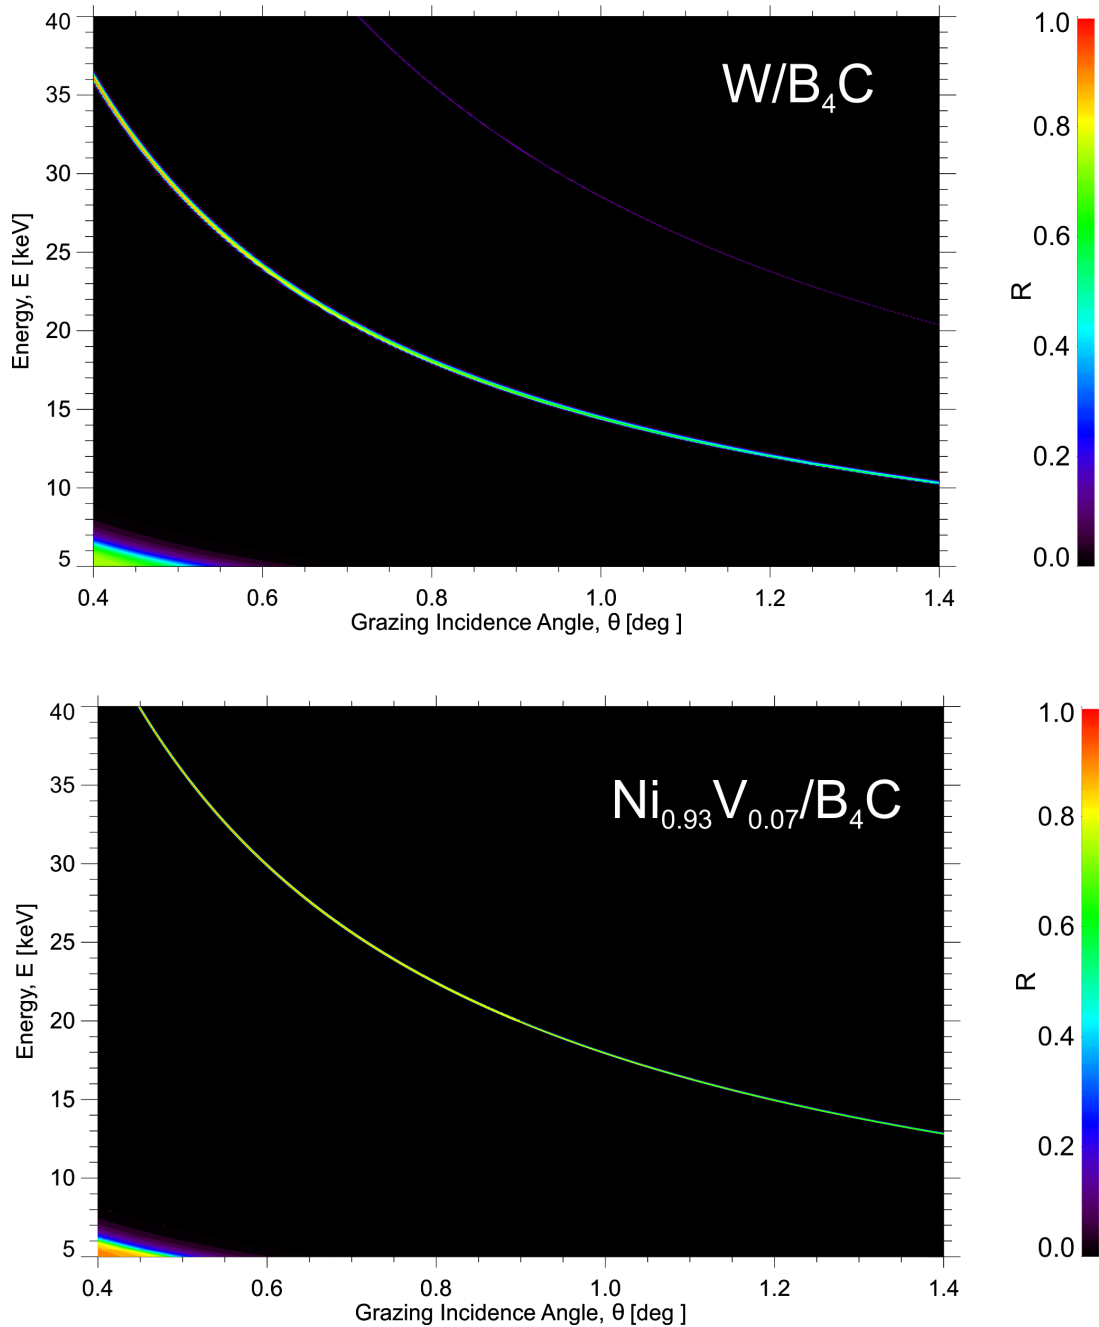 40
35
30
25
20
15
10
5
Energy, E [keV]
W/B₄C
0.4 0.6 0.8 1.0 1.2 1.4
Grazing Incidence Angle, θ [deg ]
1.0
0.8
0.6
0.4
0.2
0.0
R
40
35
30
25
20
15
10
5
Energy, E [keV]
Ni₀.₉₃V₀.₀₇/B₄C
0.4 0.6 0.8 1.0 1.2 1.4
Grazing Incidence Angle, θ [deg ]
1.0
0.8
0.6
0.4
0.2
0.0
R